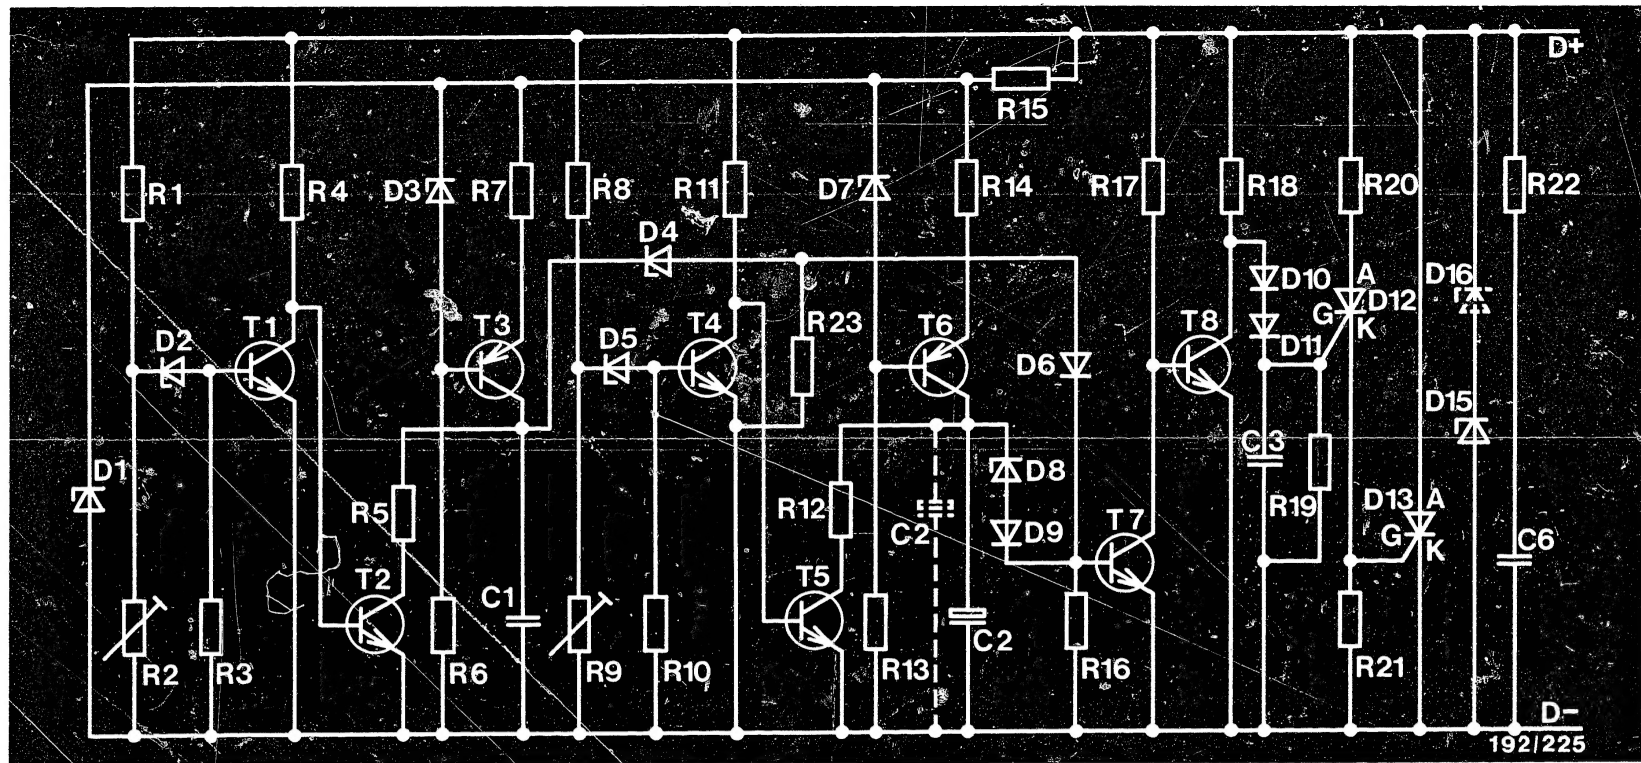 D+
R15
R1 R4 D3 R7 R8 R11 D7 R14 R17 R18 R20 R22
D4
D10 A D16
G D12
T1 T3 R23 T6 T8 K
D2 D5 T4 D11
D6
D15
D1 D8 C3
R5 R12 C2 D9 T7 R19 D13 A
G K C6
T2 C1 T5
R2 R3 R6 R9 R10 R13 C2 R16 R21
D-
192/225